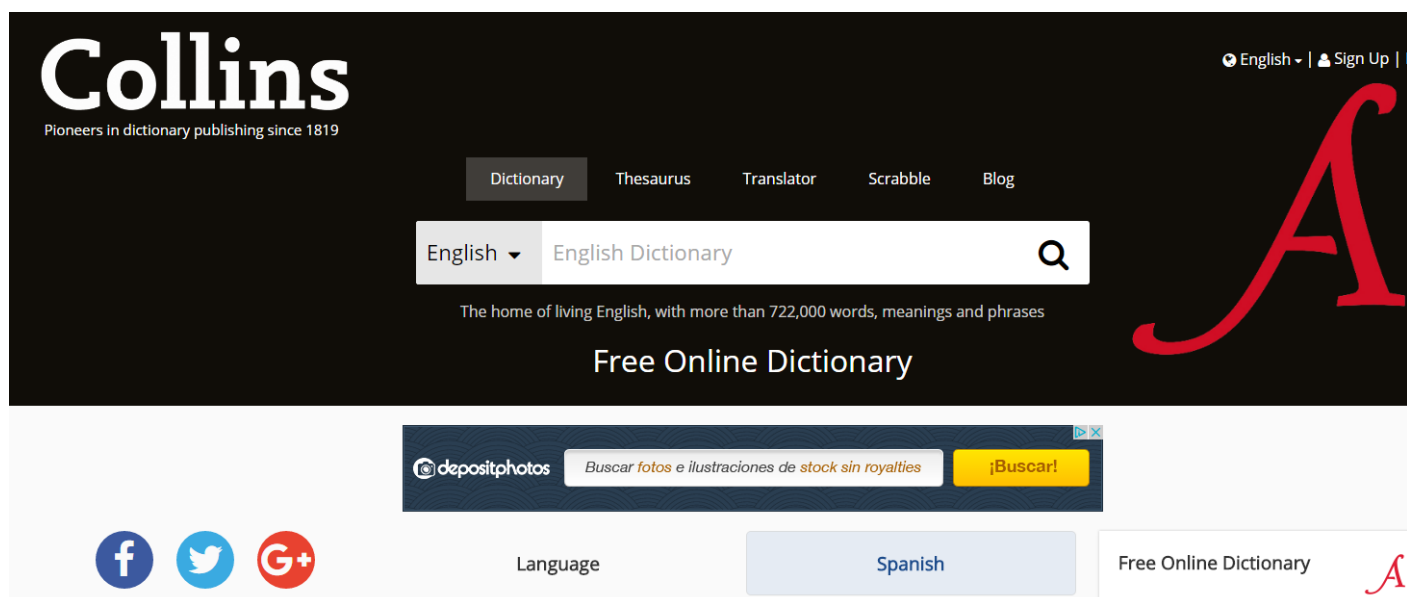 Collins
Pioneers in dictionary publishing since 1819
English | Sign Up |
Dictionary Thesaurus Translator Scrabble Blog
English English Dictionary
The home of living English, with more than 722,000 words, meanings and phrases
Free Online Dictionary
A
depositphotos Buscar fotos e ilustraciones de stock sin royalties ¡Buscar!
f G+ Language Spanish Free Online Dictionary A